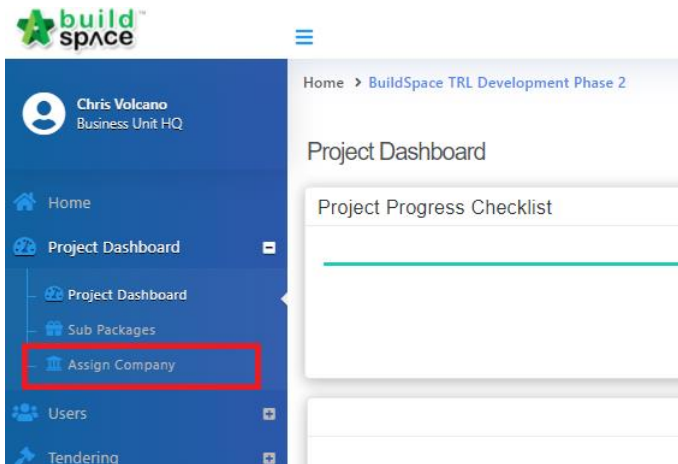 build
space
Chris Volcano
Business Unit HQ
Home
Project Dashboard
Project Dashboard
Sub Packages
Assign Company
Users
Tendering
Home > BuildSpace TRL Development Phase 2
Project Dashboard
Project Progress Checklist